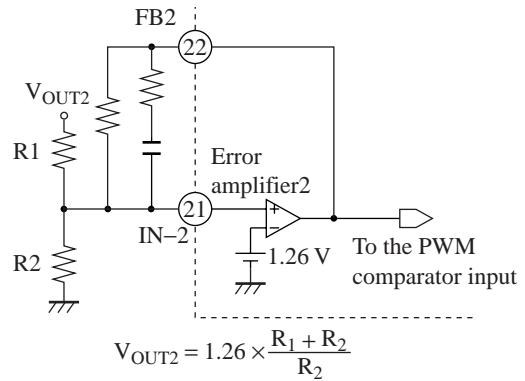 FB2
22
VOUT2
R1
Error
amplifier2
+
−
21
IN−2
1.26 V
To the PWM
comparator input
R2
VOUT2 = 1.26 × R1 + R2 / R2